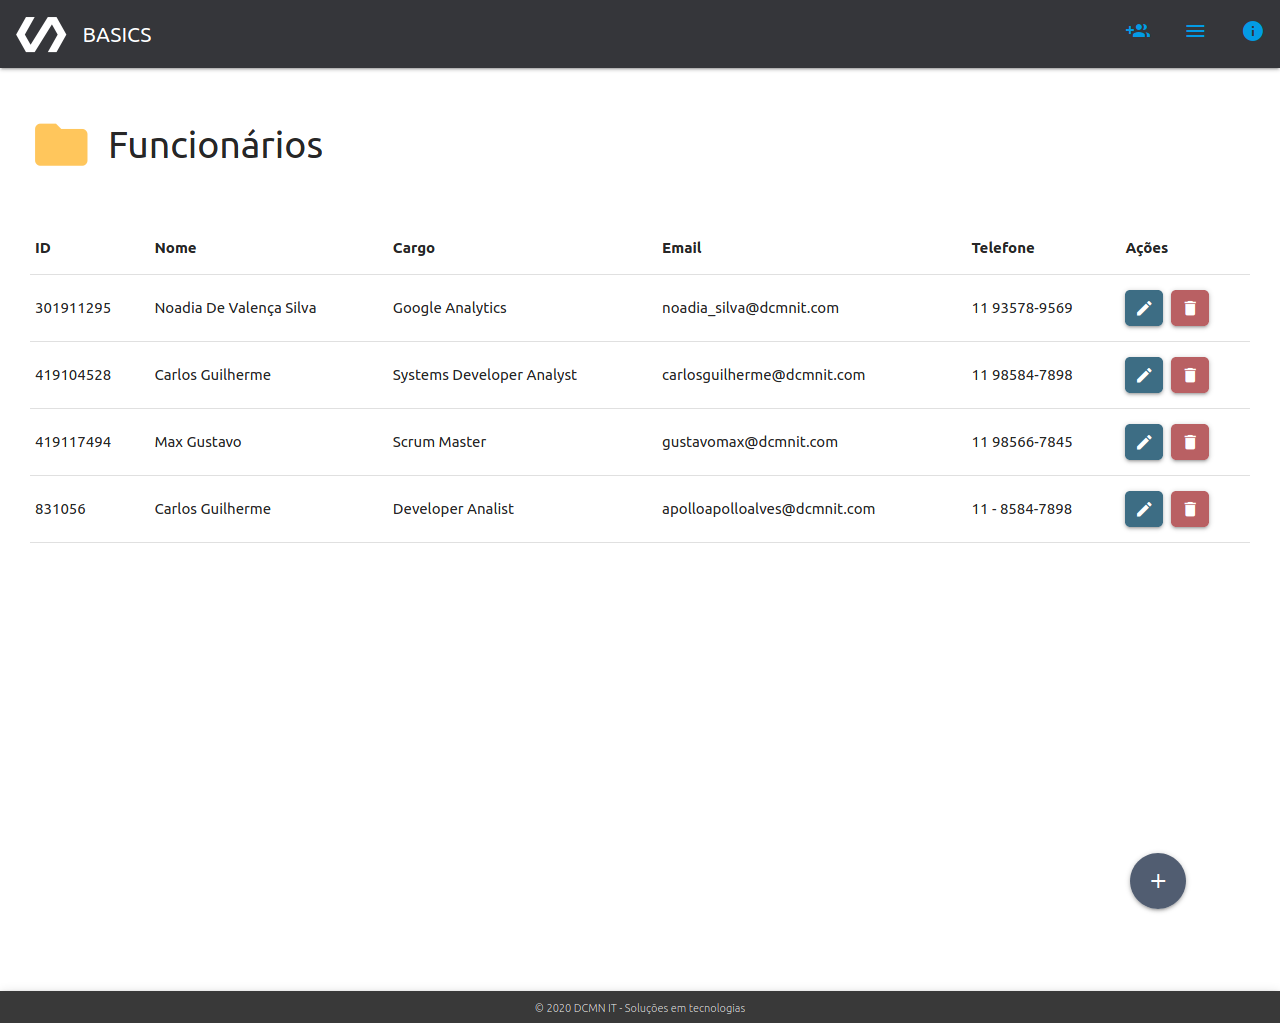 BASICS
Funcionários
ID Nome Cargo Email Telefone Ações
301911295 Noadia De Valença Silva Google Analytics noadia_silva@dcmnit.com 11 93578-9569
419104528 Carlos Guilherme Systems Developer Analyst carlosguilherme@dcmnit.com 11 98584-7898
419117494 Max Gustavo Scrum Master gustavomax@dcmnit.com 11 98566-7845
831056 Carlos Guilherme Developer Analist apolloapolloalves@dcmnit.com 11 - 8584-7898
© 2020 DCMN IT - Soluções em tecnologias